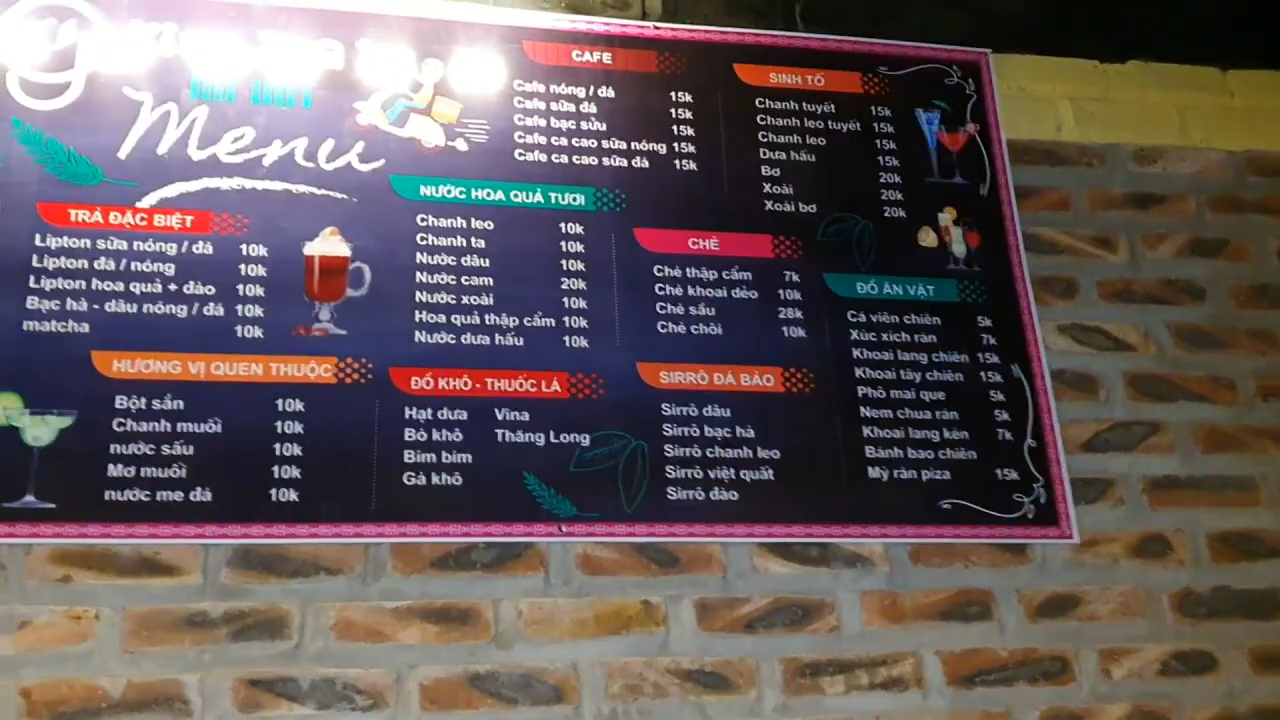 Menu
TRÀ ĐẶC BIỆT
Lipton sữa nóng / đá 10k
Lipton đá / nóng 10k
Lipton hoa quả + đào 10k
Bạc hà - dâu nóng / đá 10k
matcha 10k
HƯƠNG VỊ QUEN THUỘC
Bột sắn 10k
Chanh muối 10k
nước sấu 10k
Mơ muối 10k
nước me đá 10k
CAFE
Cafe nóng / đá 15k
Cafe sữa đá 15k
Cafe bạc sửu 15k
Cafe ca cao sữa nóng 15k
Cafe ca cao sữa đá 15k
NƯỚC HOA QUẢ TƯƠI
Chanh leo 10k
Chanh ta 10k
Nước dâu 10k
Nước cam 20k
Nước xoài 10k
Hoa quả thập cẩm 10k
Nước dưa hấu 10k
ĐỒ KHÔ - THUỐC LÁ
Hạt dưa Vina
Bò khô Thăng Long
Bim bim
Gà khô
SINH TỐ
Chanh tuyết 15k
Chanh leo tuyết 15k
Chanh leo 15k
Dưa hấu 15k
Bơ 20k
Xoài 20k
Xoài bơ 20k
CHÈ
Chè thập cẩm 7k
Chè khoai dẻo 10k
Chè sầu 28k
Chè chôi 10k
SIRRÔ ĐÁ BÀO
Sirrô dâu
Sirrô bạc hà
Sirrô chanh leo
Sirrô việt quất
Sirrô đào
ĐỒ ĂN VẶT
Cá viên chiên 5k
Xúc xích rán 7k
Khoai lang chiên 15k
Khoai tây chiên 15k
Phô mai que 5k
Nem chua rán 5k
Khoai lang kén 7k
Bánh bao chiên
Mỳ rán piza 15k